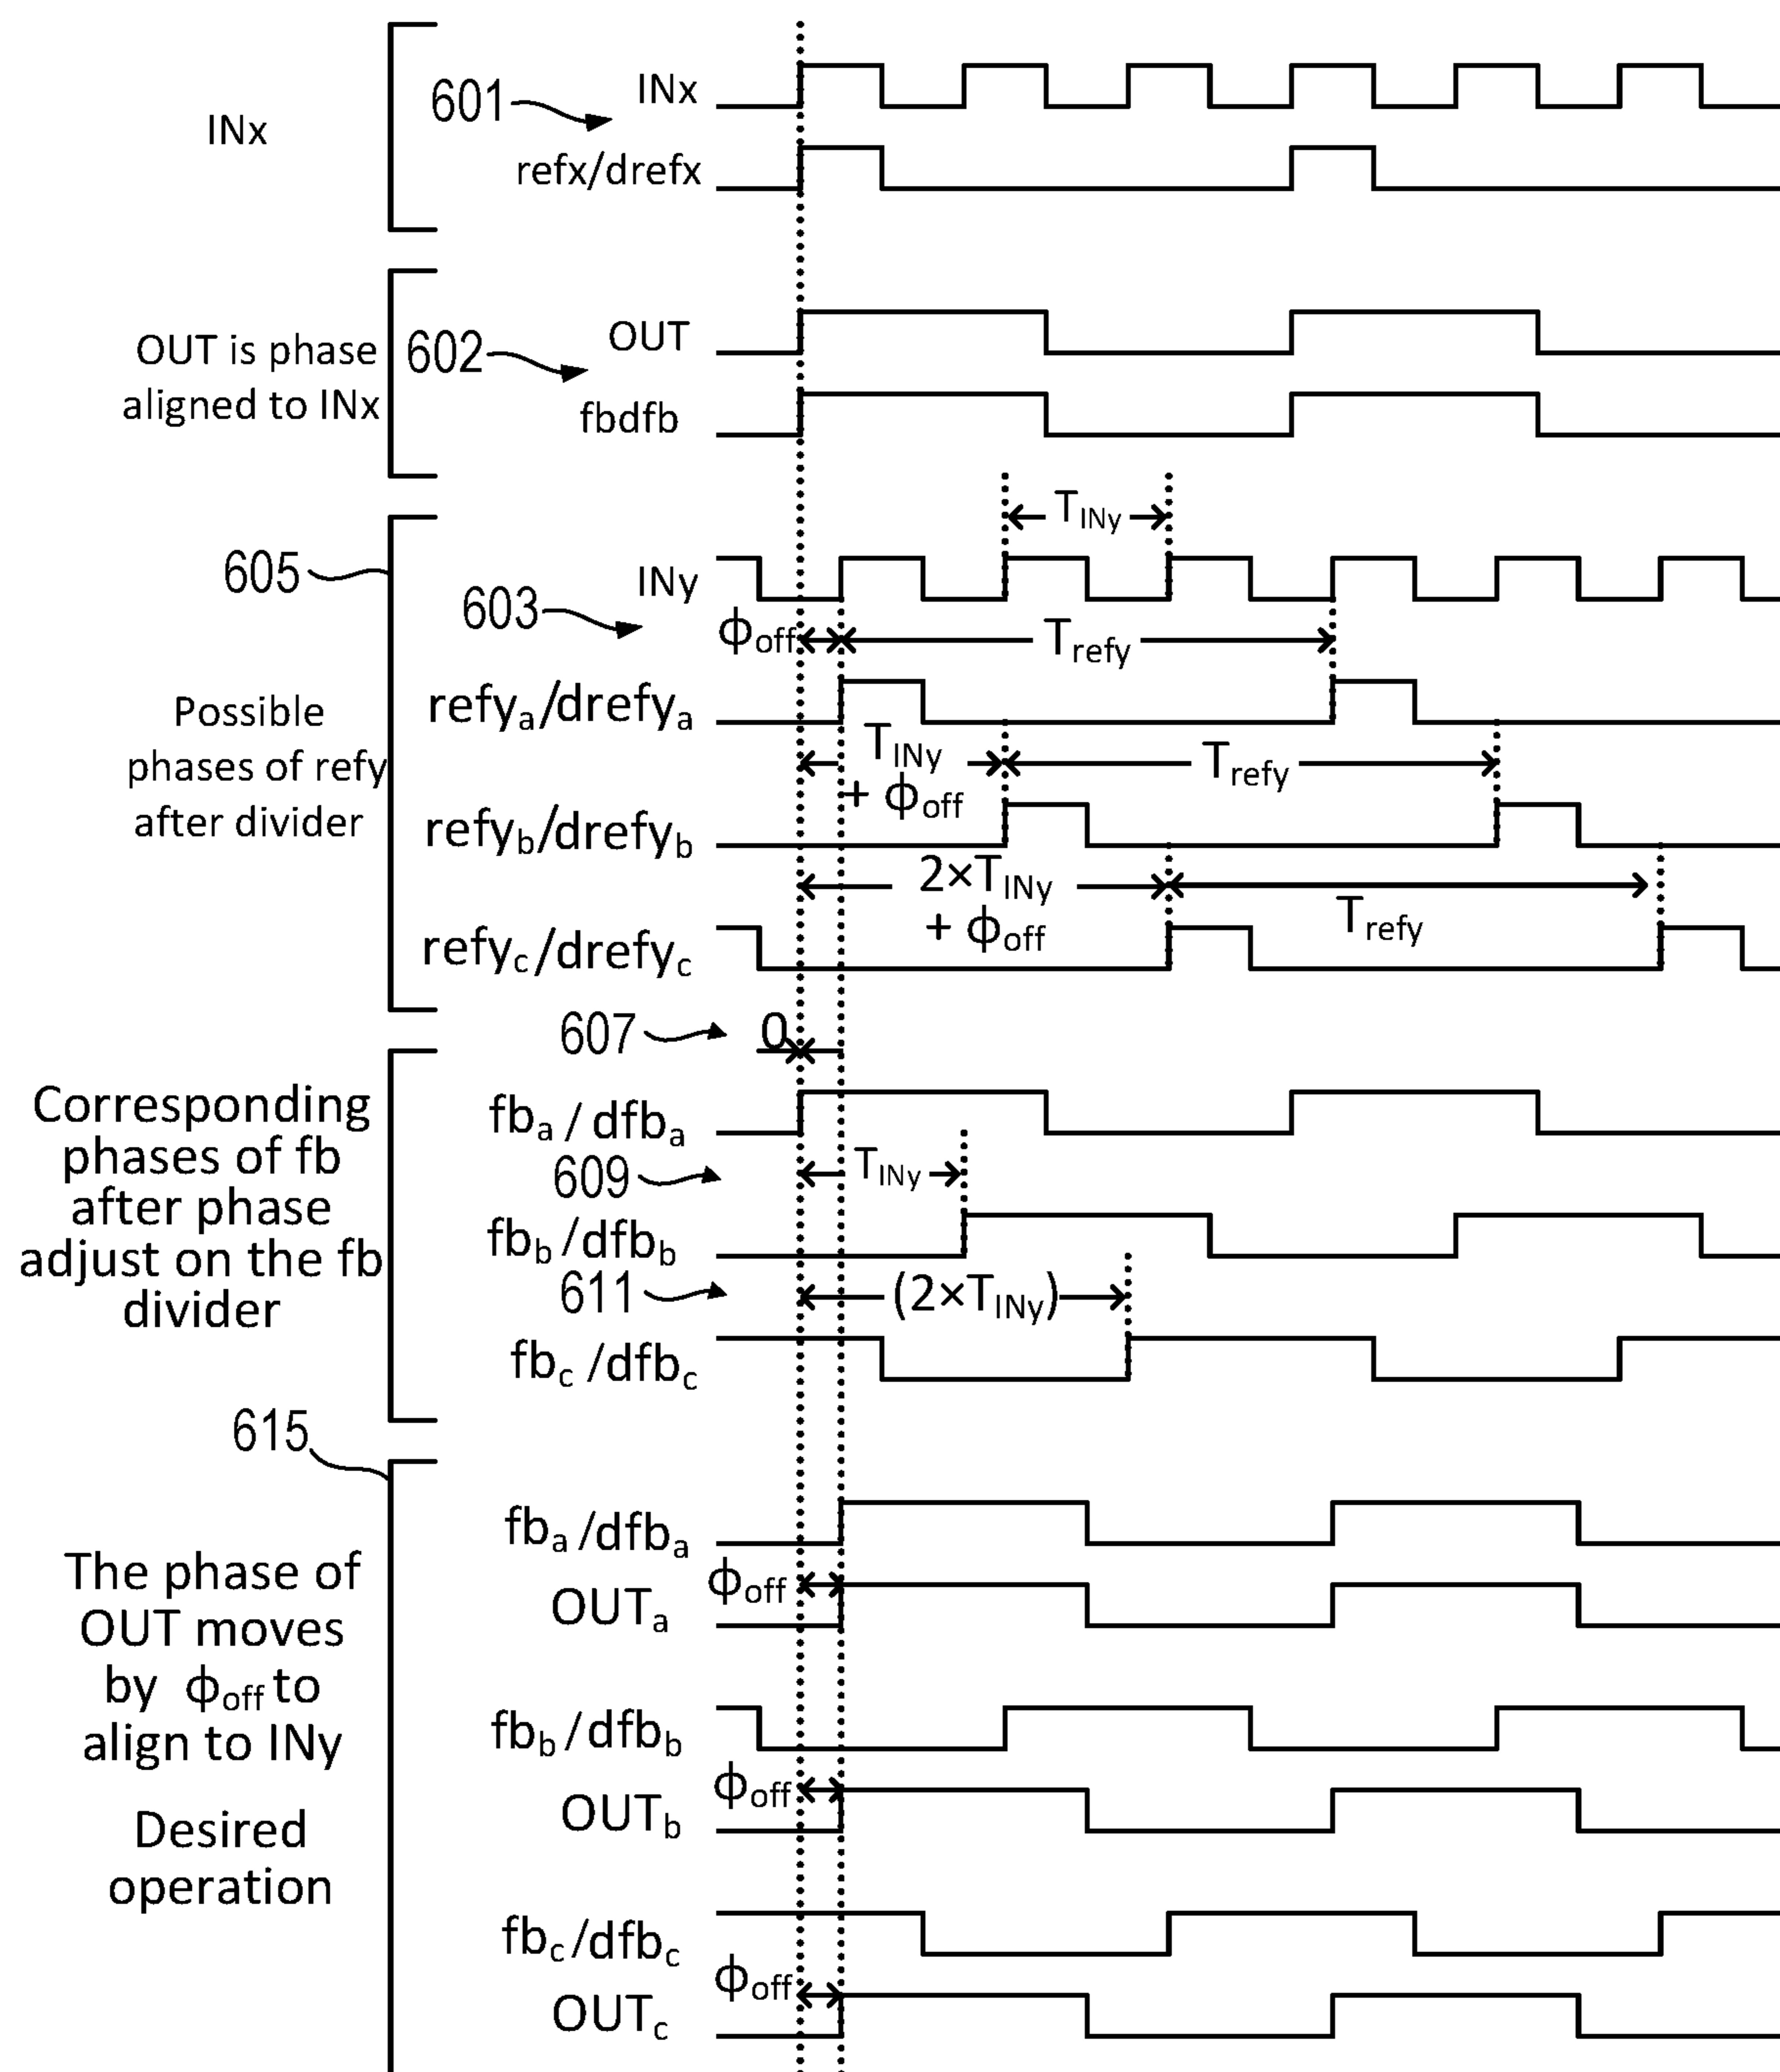 INx
601
INx
refx/drefx
OUT is phase
aligned to INx
602
OUT
fbdfb
605
603
TINy
INy
ϕoff
Trefy
Possible
phases of refy
after divider
refya/drefya
TINy
+ ϕoff
Trefy
refyb/drefyb
2×TINy
+ ϕoff
Trefy
refyc/drefyc
607
0
Corresponding
phases of fb
after phase
adjust on the fb
divider
fba/dfba
609
TINy
fbb/dfbb
611
(2×TINy)
fbc/dfbc
615
The phase of
OUT moves
by ϕoff to
align to INy
Desired
operation
fba/dfba
ϕoff
OUTa
fbb/dfbb
ϕoff
OUTb
fbc/dfbc
ϕoff
OUTc